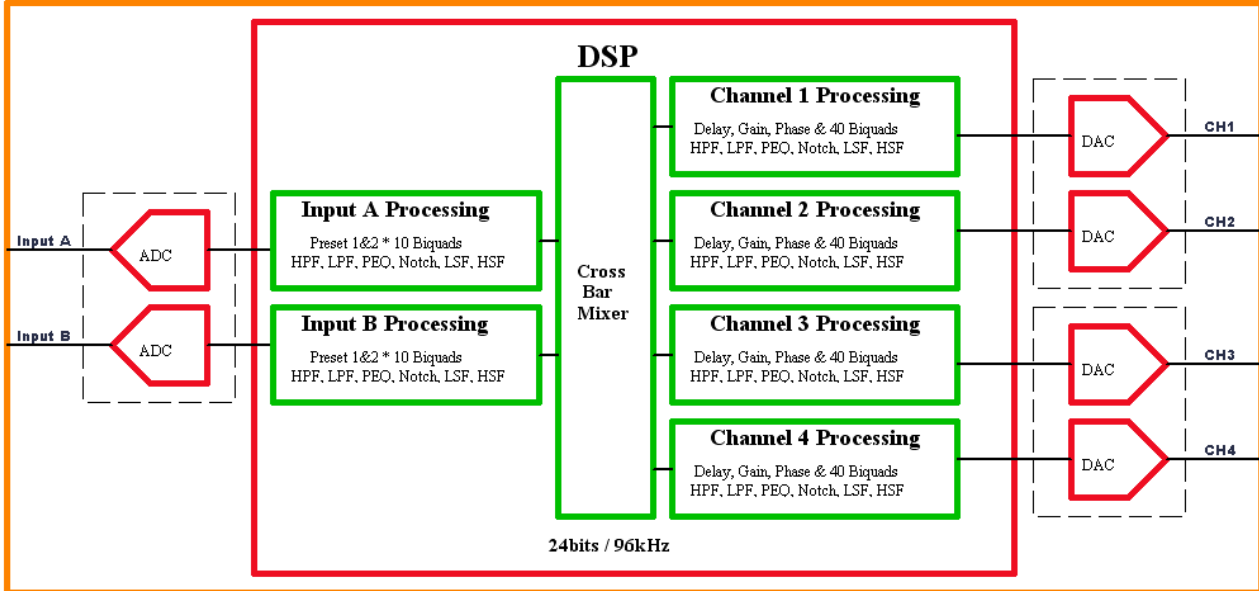 DSP
Channel 1 Processing
Delay, Gain, Phase & 40 Biquads
HPF, LPF, PEQ, Notch, LSF, HSF
DAC
CH1
Input A
ADC
Input A Processing
Preset 1&2 * 10 Biquads
HPF, LPF, PEQ, Notch, LSF, HSF
Channel 2 Processing
Delay, Gain, Phase & 40 Biquads
HPF, LPF, PEQ, Notch, LSF, HSF
DAC
CH2
Cross
Bar
Mixer
Input B
ADC
Input B Processing
Preset 1&2 * 10 Biquads
HPF, LPF, PEQ, Notch, LSF, HSF
Channel 3 Processing
Delay, Gain, Phase & 40 Biquads
HPF, LPF, PEQ, Notch, LSF, HSF
DAC
CH3
Channel 4 Processing
Delay, Gain, Phase & 40 Biquads
HPF, LPF, PEQ, Notch, LSF, HSF
DAC
CH4
24bits / 96kHz